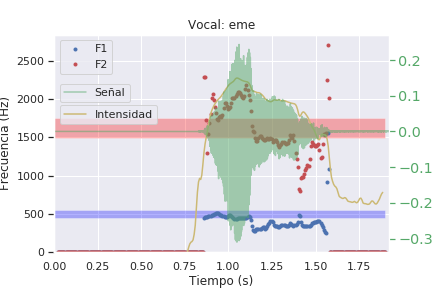 Vocal: eme
F1
F2
Señal
Intensidad
Frecuencia (Hz)
2500
2000
1500
1000
500
0
0.2
0.1
0.0
−0.1
−0.2
−0.3
0.00 0.25 0.50 0.75 1.00 1.25 1.50 1.75
Tiempo (s)